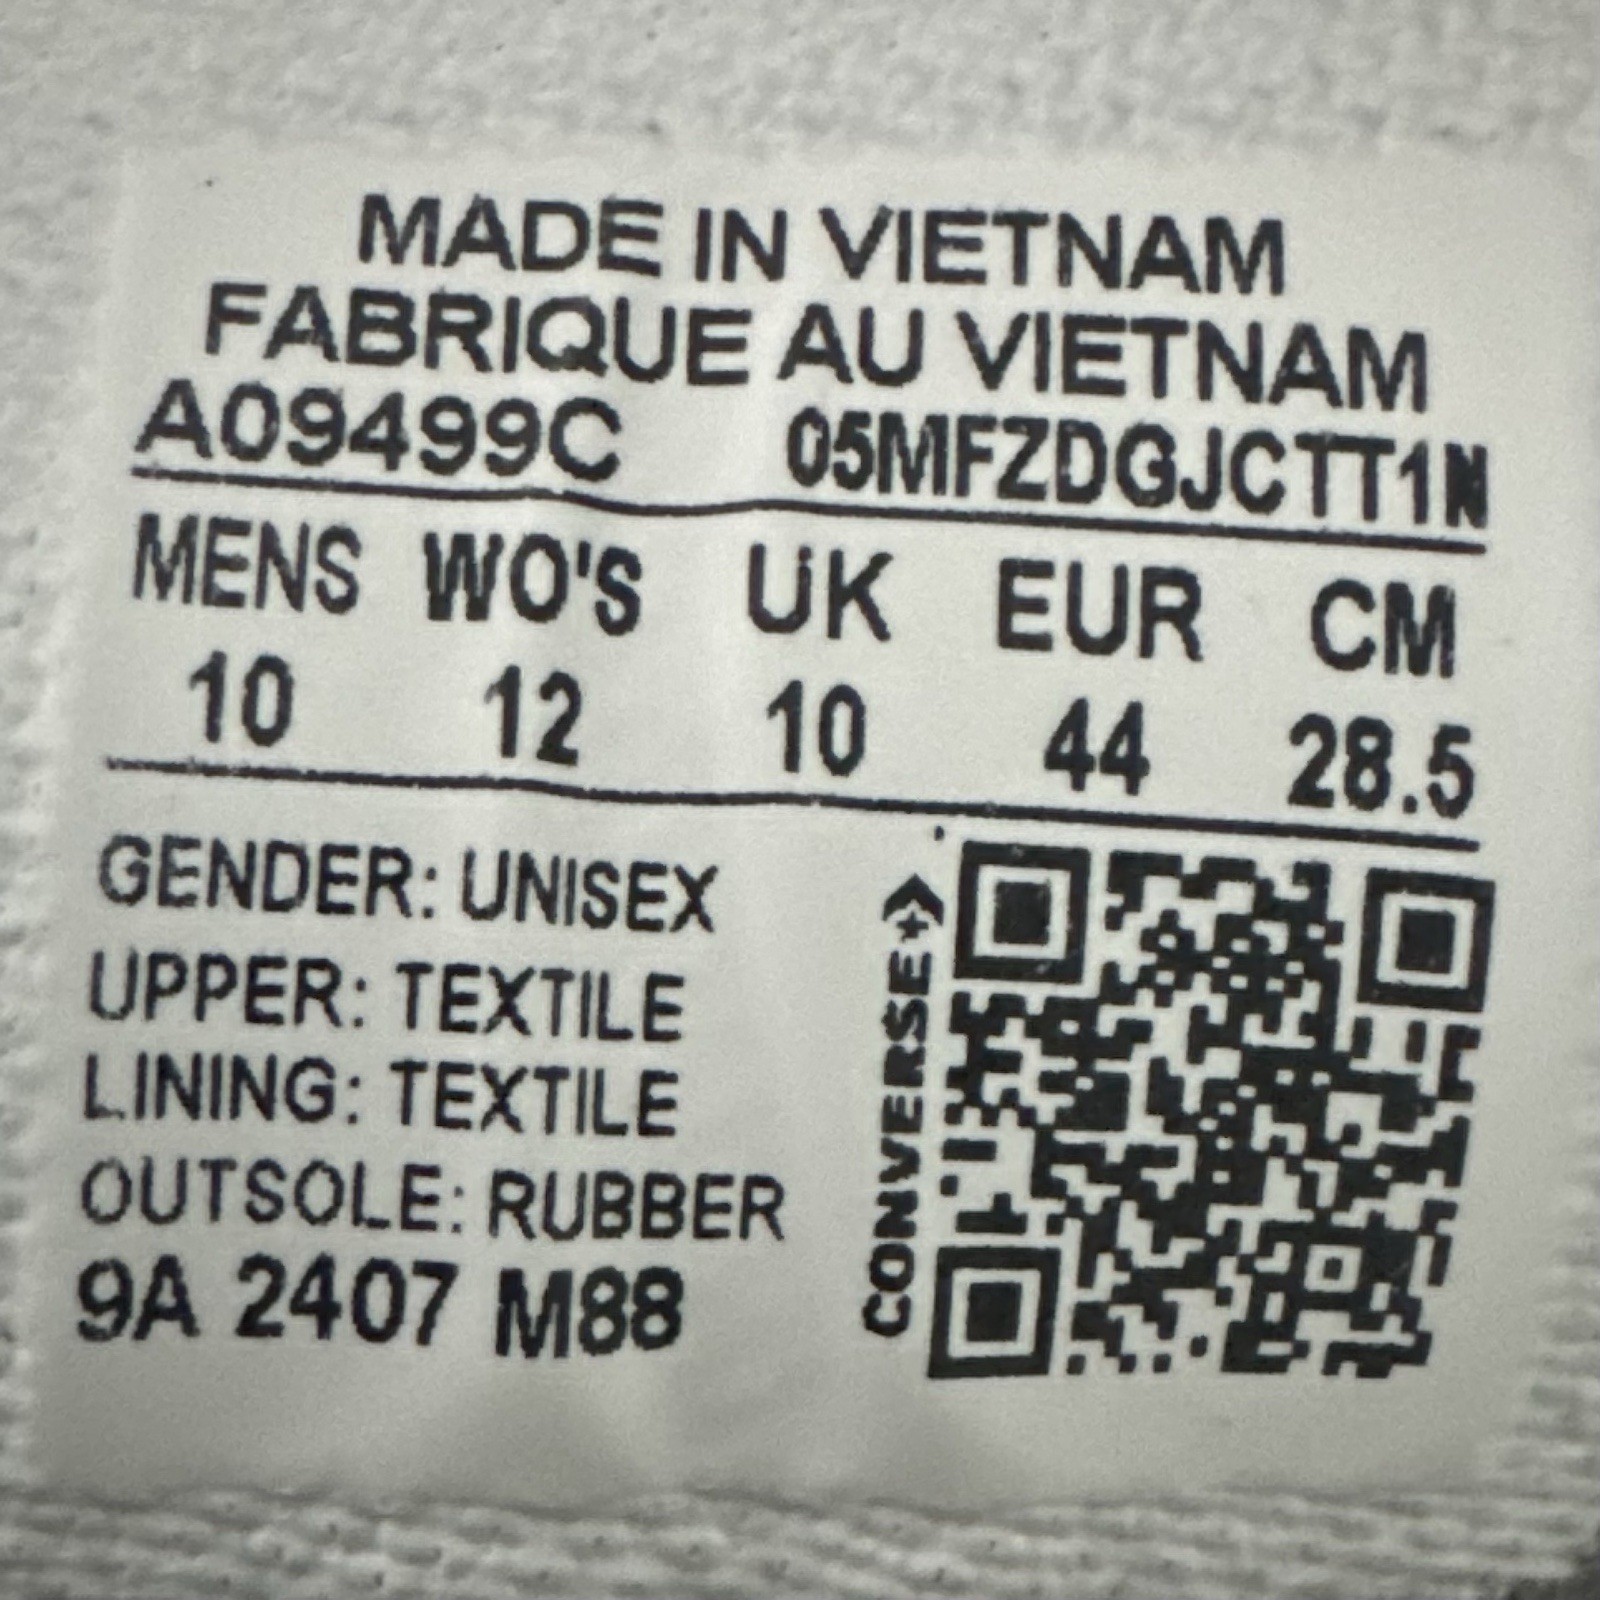 MADE IN VIETNAM
FABRIQUE AU VIETNAM
A09499C 05MFZDGJCTT1N
MENS WO'S UK EUR CM
10 12 10 44 28.5
GENDER: UNISEX
UPPER: TEXTILE
LINING: TEXTILE
OUTSOLE: RUBBER
9A 2407 M88
CONVERSE